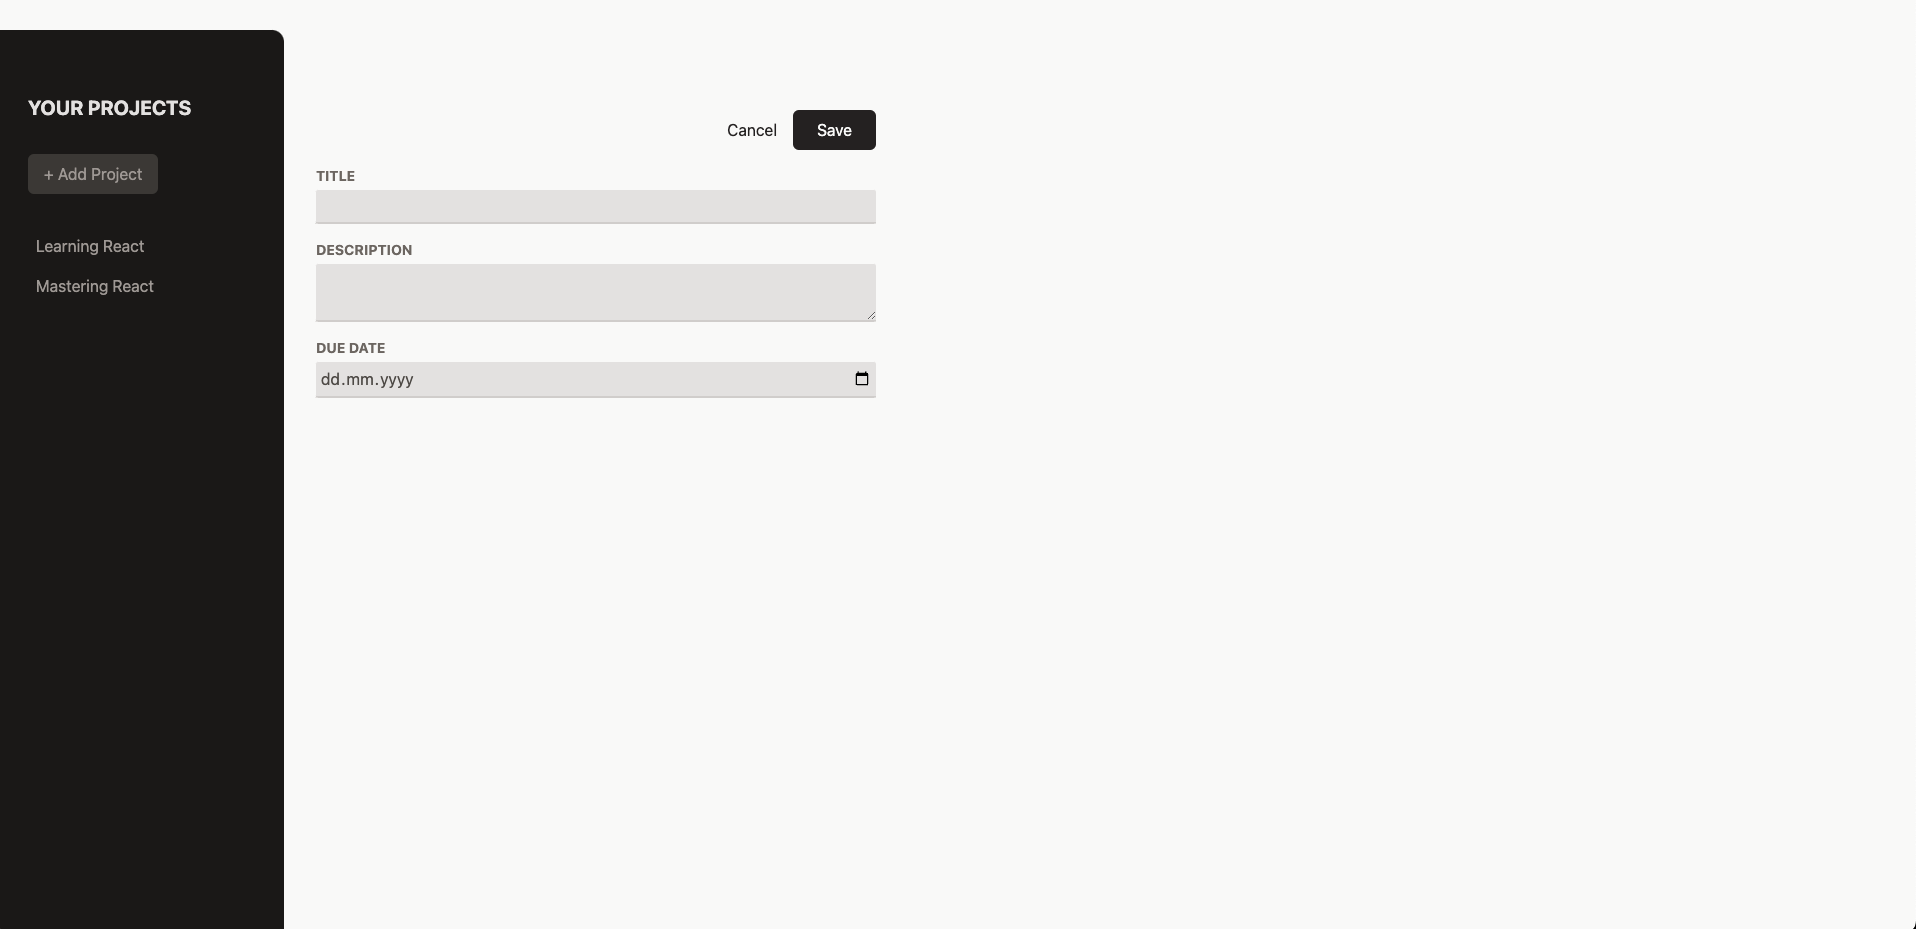 YOUR PROJECTS
+ Add Project
Learning React
Mastering React
Cancel
Save
TITLE
DESCRIPTION
DUE DATE
dd.mm.yyyy